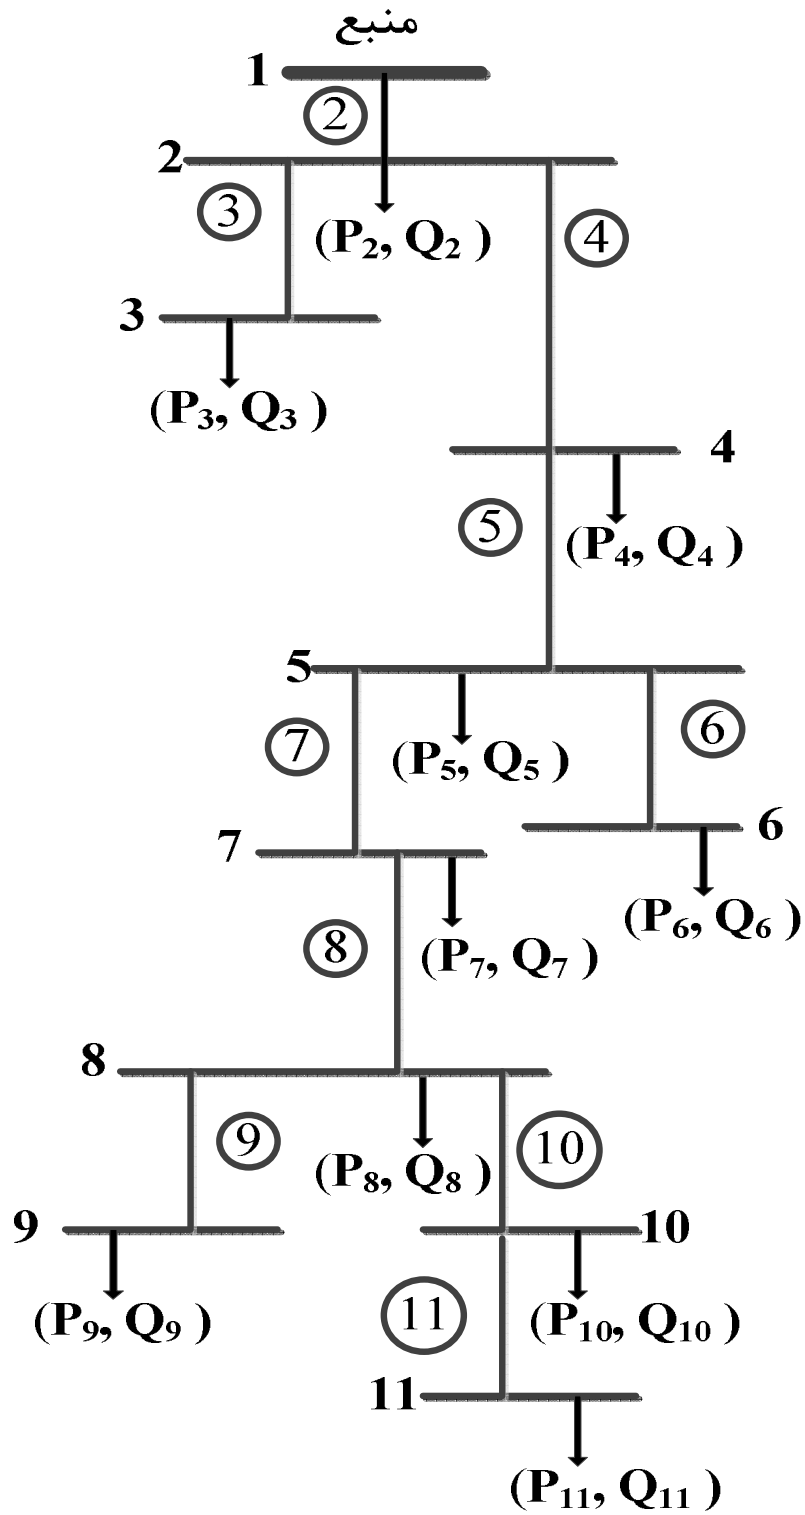 منبع
1
2
2
3
(P2, Q2 )
4
3
(P3, Q3 )
4
5
(P4, Q4 )
5
7
(P5, Q5 )
6
7
6
8
(P7, Q7 )
(P6, Q6 )
8
9
(P8, Q8 )
10
9
10
(P9, Q9 )
11
(P10, Q10 )
11
(P11, Q11 )